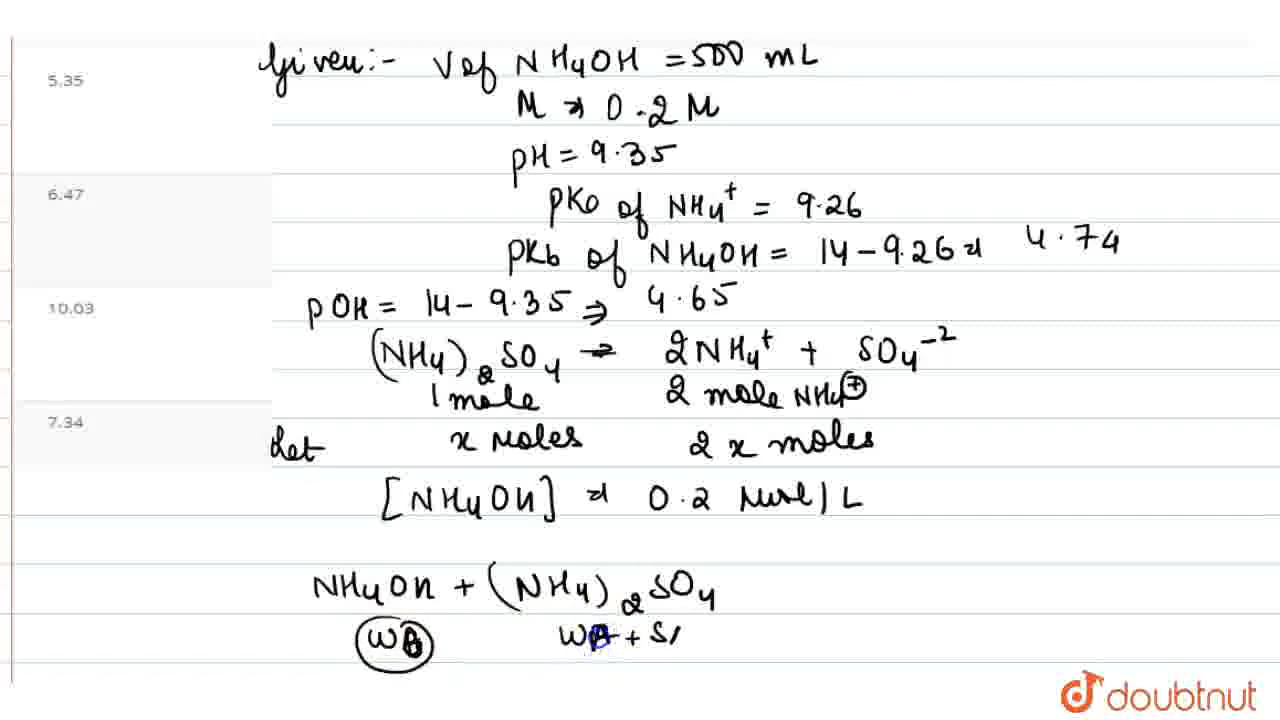 5.35
6.47
10.03
7.34
Given:- V of NH4OH = 500 mL
M → 0.2 M
pH = 9.35
pKa of NH4+ = 9.26
pKb of NH4OH = 14 - 9.26 = 4.74
pOH = 14 - 9.35 ⇒ 4.65
(NH4)2SO4 → 2NH4+ + SO4-2
1 mole 2 mole NH4+
Let x moles 2x moles
[NH4OH] = 0.2 mole/L
NH4OH + (NH4)2SO4
WB WB + SA
doubtnut